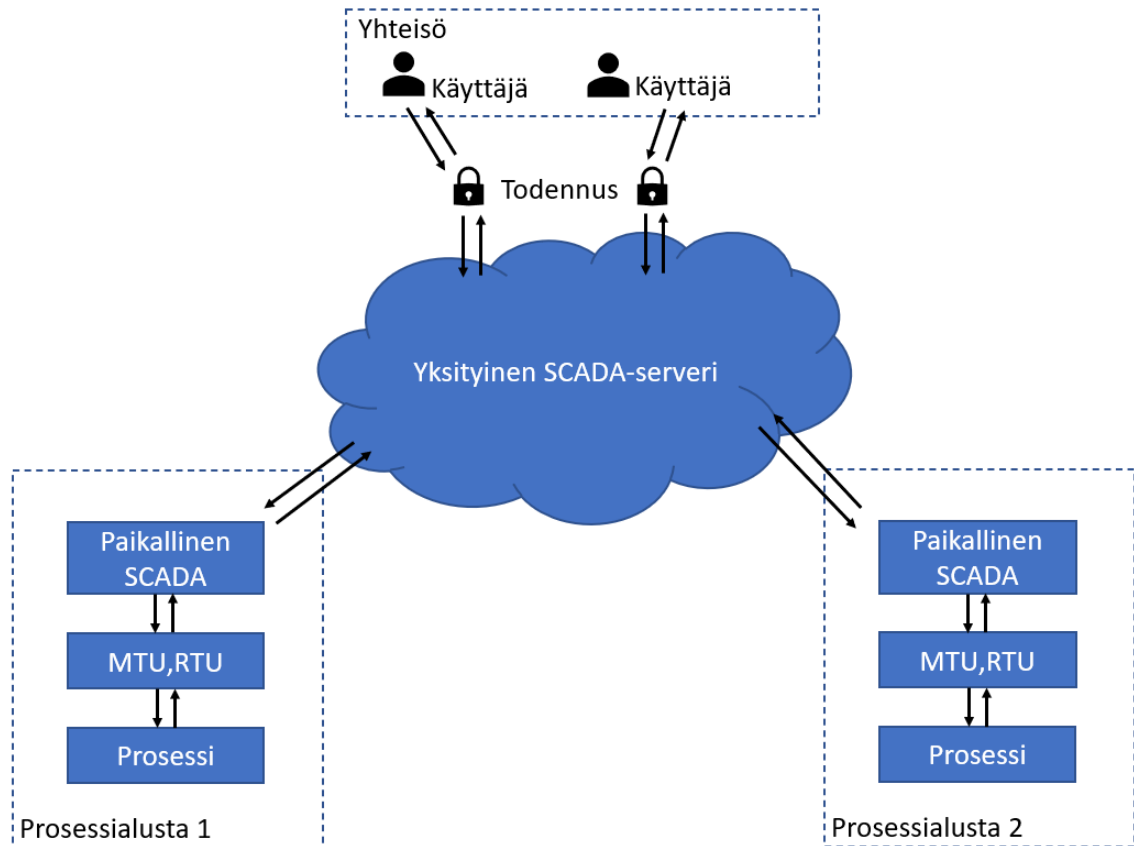 Yhteisö
Käyttäjä
Käyttäjä
Todennus
Yksityinen SCADA-serveri
Paikallinen
SCADA
MTU,RTU
Prosessi
Prosessialusta 1
Paikallinen
SCADA
MTU,RTU
Prosessi
Prosessialusta 2